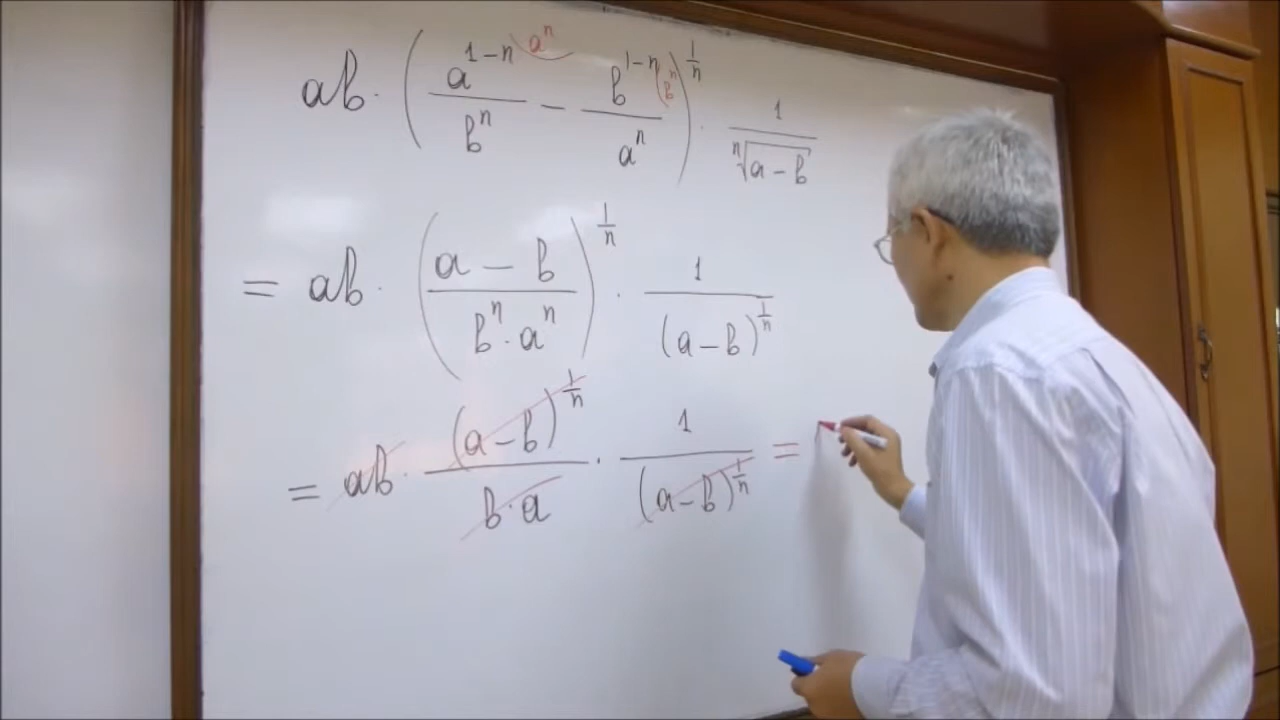 ab · (a^(1-n) a^n / b^n − b^(1-n) b^n / a^n)^(1/n) · 1 / ⁿ√(a − b)
= ab · (a − b / b^n · a^n)^(1/n) · 1 / (a − b)^(1/n)
= ab · (a − b)^(1/n) / b · a · 1 / (a − b)^(1/n) =